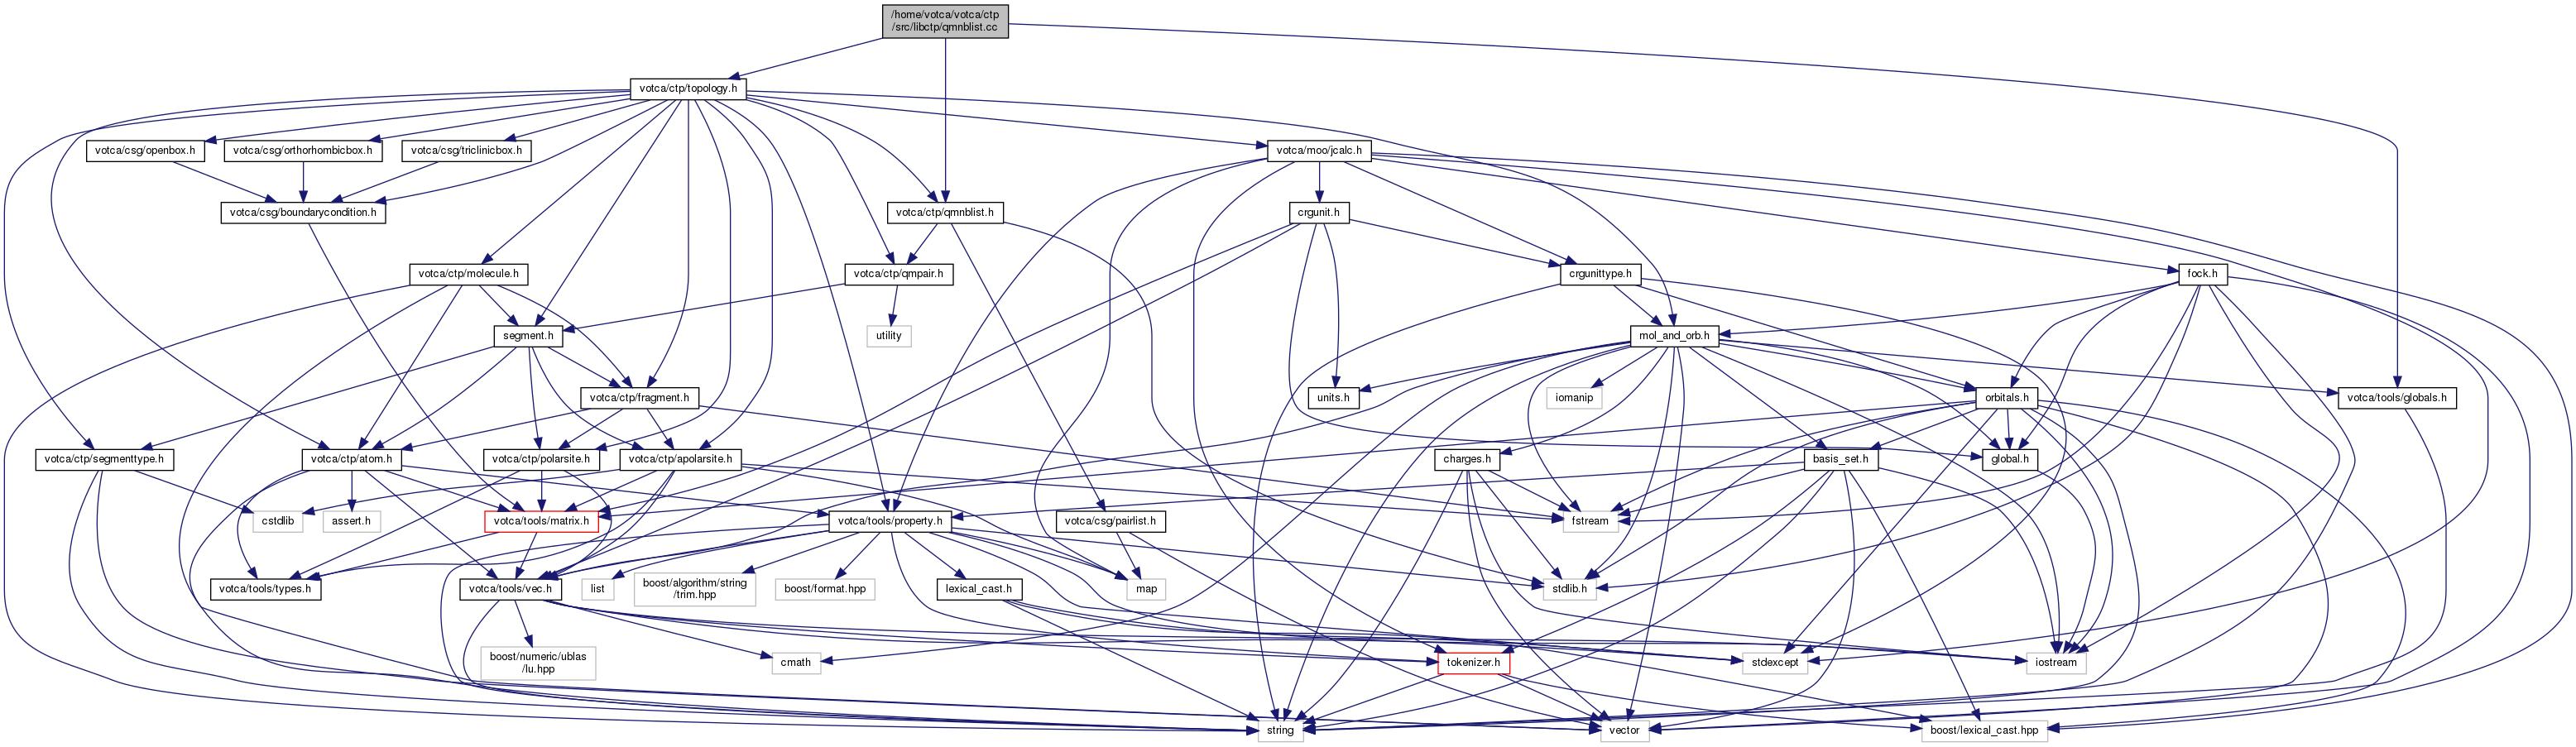 /home/votca/votca/ctp
/src/libctp/qmnblist.cc
votca/ctp/topology.h
votca/csg/openbox.h
votca/csg/orthorhombicbox.h
votca/csg/triclinicbox.h
votca/moo/jcalc.h
votca/csg/boundarycondition.h
votca/ctp/qmnblist.h
crgunit.h
votca/ctp/molecule.h
votca/ctp/qmpair.h
crgunittype.h
fock.h
segment.h
utility
mol_and_orb.h
votca/ctp/fragment.h
units.h
iomanip
orbitals.h
votca/tools/globals.h
votca/ctp/segmenttype.h
votca/ctp/atom.h
votca/ctp/polarsite.h
votca/ctp/apolarsite.h
charges.h
basis_set.h
global.h
cstdlib
assert.h
votca/tools/matrix.h
votca/tools/property.h
votca/csg/pairlist.h
fstream
votca/tools/types.h
votca/tools/vec.h
list
boost/algorithm/string
/trim.hpp
boost/format.hpp
lexical_cast.h
map
stdlib.h
boost/numeric/ublas
/lu.hpp
cmath
tokenizer.h
stdexcept
iostream
string
vector
boost/lexical_cast.hpp